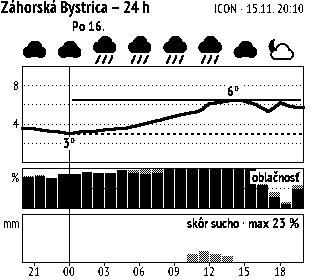 Záhorská Bystrica – 24 h
ICON · 15.11. 20:10
Po 16.
8
4
6°
3°
%
oblačnosť
mm
skôr sucho · max 23 %
21 00 03 06 09 12 15 18